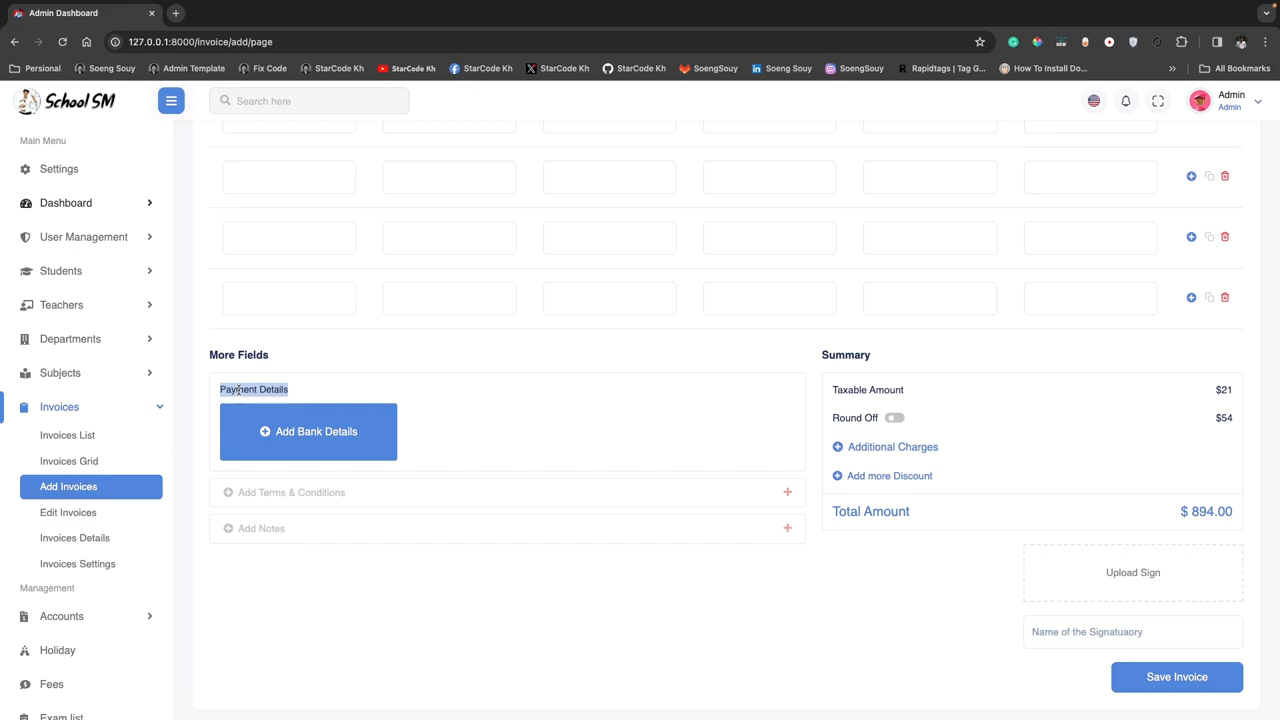 Admin Dashboard
127.0.0.1:8000/invoice/add/page
Personal
Soeng Souy
Admin Template
Fix Code
StarCode Kh
StarCode Kh
StarCode Kh
StarCode Kh
StarCode Kh
SoengSouy
Soeng Souy
SoengSouy
Rapidtags | Tag G...
How To Install Do...
»
All Bookmarks
School SM
Search here
Admin
Admin
Main Menu
Settings
Dashboard
User Management
Students
Teachers
Departments
Subjects
Invoices
Invoices List
Invoices Grid
Add Invoices
Edit Invoices
Invoices Details
Invoices Settings
Management
Accounts
Holiday
Fees
Exam list
More Fields
Payment Details
Add Bank Details
Add Terms & Conditions
Add Notes
Summary
Taxable Amount $21
Round Off $54
Additional Charges
Add more Discount
Total Amount $ 894.00
Upload Sign
Name of the Signatuaory
Save Invoice